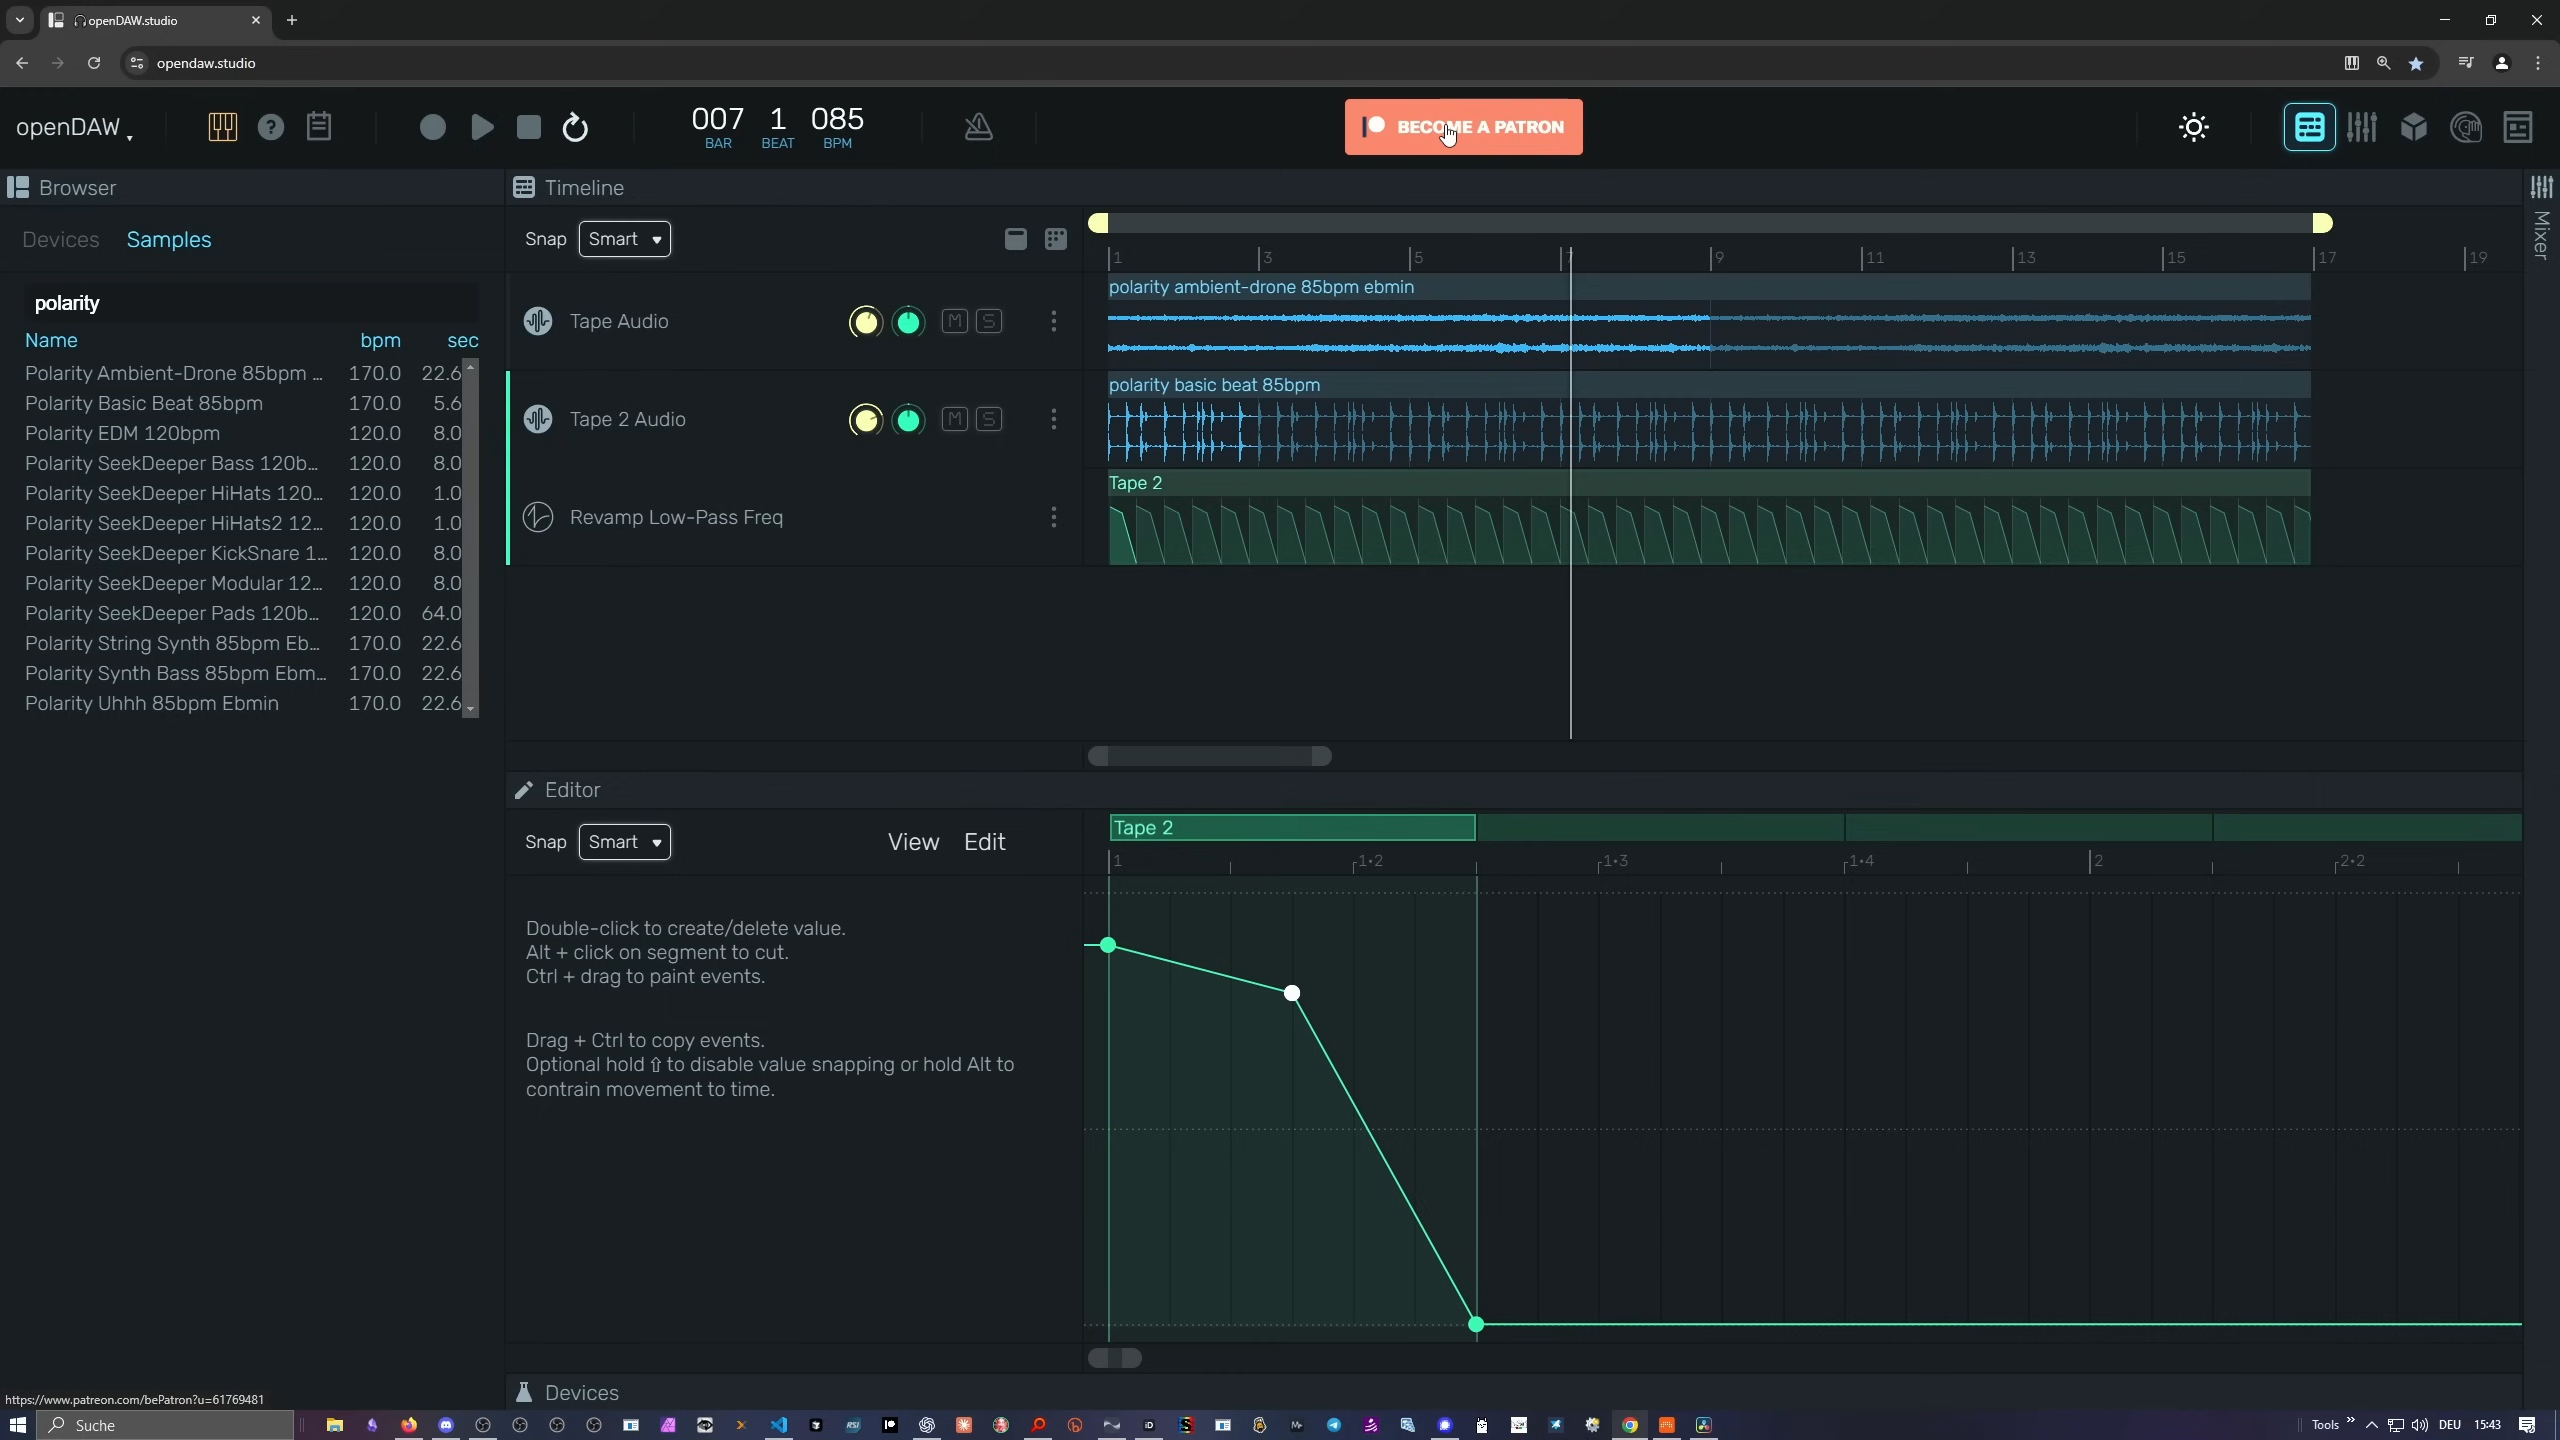 openDAW.studio
opendaw.studio
openDAW
007 1 085
BAR BEAT BPM
BECOME A PATRON
Browser
Timeline
Mixer
Devices Samples
Snap Smart
1 3 5 7 9 11 13 15 17 19
polarity
Name bpm sec
Polarity Ambient-Drone 85bpm ... 170.0 22.6
Polarity Basic Beat 85bpm 170.0 5.6
Polarity EDM 120bpm 120.0 8.0
Polarity SeekDeeper Bass 120b... 120.0 8.0
Polarity SeekDeeper HiHats 120... 120.0 1.0
Polarity SeekDeeper HiHats2 12... 120.0 1.0
Polarity SeekDeeper KickSnare 1... 120.0 8.0
Polarity SeekDeeper Modular 12... 120.0 8.0
Polarity SeekDeeper Pads 120b... 120.0 64.0
Polarity String Synth 85bpm Eb... 170.0 22.6
Polarity Synth Bass 85bpm Ebm... 170.0 22.6
Polarity Uhhh 85bpm Ebmin 170.0 22.6
polarity ambient-drone 85bpm ebmin
Tape Audio M S
polarity basic beat 85bpm
Tape 2 Audio M S
Tape 2
Revamp Low-Pass Freq
Editor
Snap Smart View Edit
Tape 2
1 1•2 1•3 1•4 2 2•2
Double-click to create/delete value.
Alt + click on segment to cut.
Ctrl + drag to paint events.
Drag + Ctrl to copy events.
Optional hold ⇧ to disable value snapping or hold Alt to
contrain movement to time.
Devices
https://www.patreon.com/bePatron?u=61769481
Suche
Tools
DEU
15:43